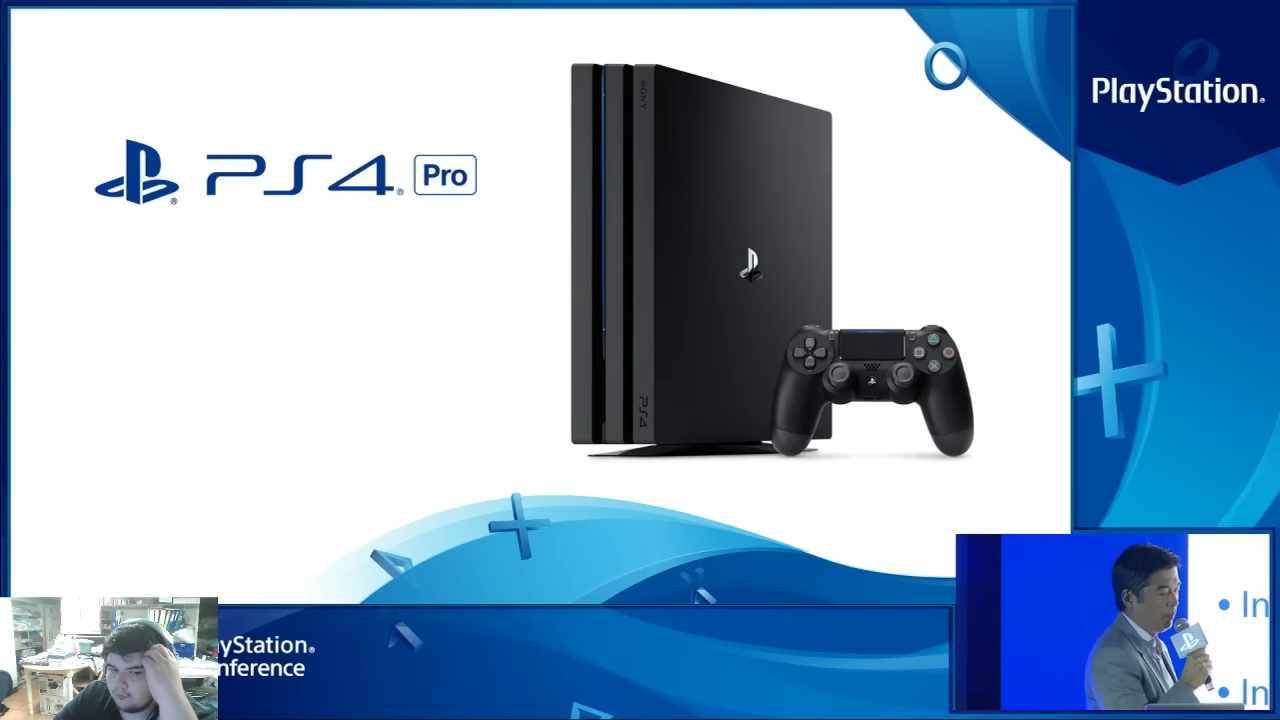 PS4® Pro
SONY
PS4
PlayStation®
yStation®
nference
• In
• In